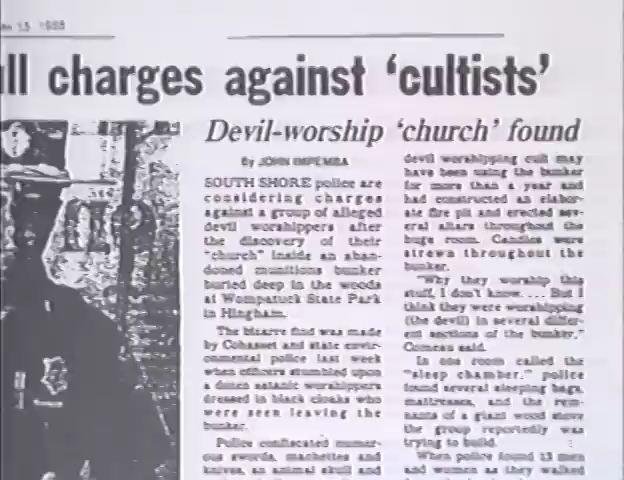 13 1988
ll charges against 'cultists'
Devil-worship 'church' found
By JOHN IMPEMBA
SOUTH SHORE police are
considering charges
against a group of alleged
devil worshippers after
the discovery of their
"church" inside an aban-
doned munitions bunker
buried deep in the woods
at Wompatuck State Park
in Hingham.
The bizarre find was made
by Cohasset and state envir-
onmental police last week
when officers stumbled upon
a dozen satanic worshippers
dressed in black cloaks who
were seen leaving the
bunker.
Police confiscated numer-
ous swords, machettes and
knives, an animal skull and
devil worshipping cult may
have been using the bunker
for more than a year and
had constructed an elabor-
ate fire pit and erected sev-
eral altars throughout the
huge room. Candles were
strewn throughout the
bunker.
"Why they worship this
stuff, I don't know. ... But I
think they were worshipping
(the devil) in several differ-
ent sections of the bunker,"
Comeau said.
In one room called the
"sleep chamber," police
found several sleeping bags,
mattresses, and the rem-
nants of a giant wood stove
the group reportedly was
trying to build.
When police found 13 men
and women as they walked